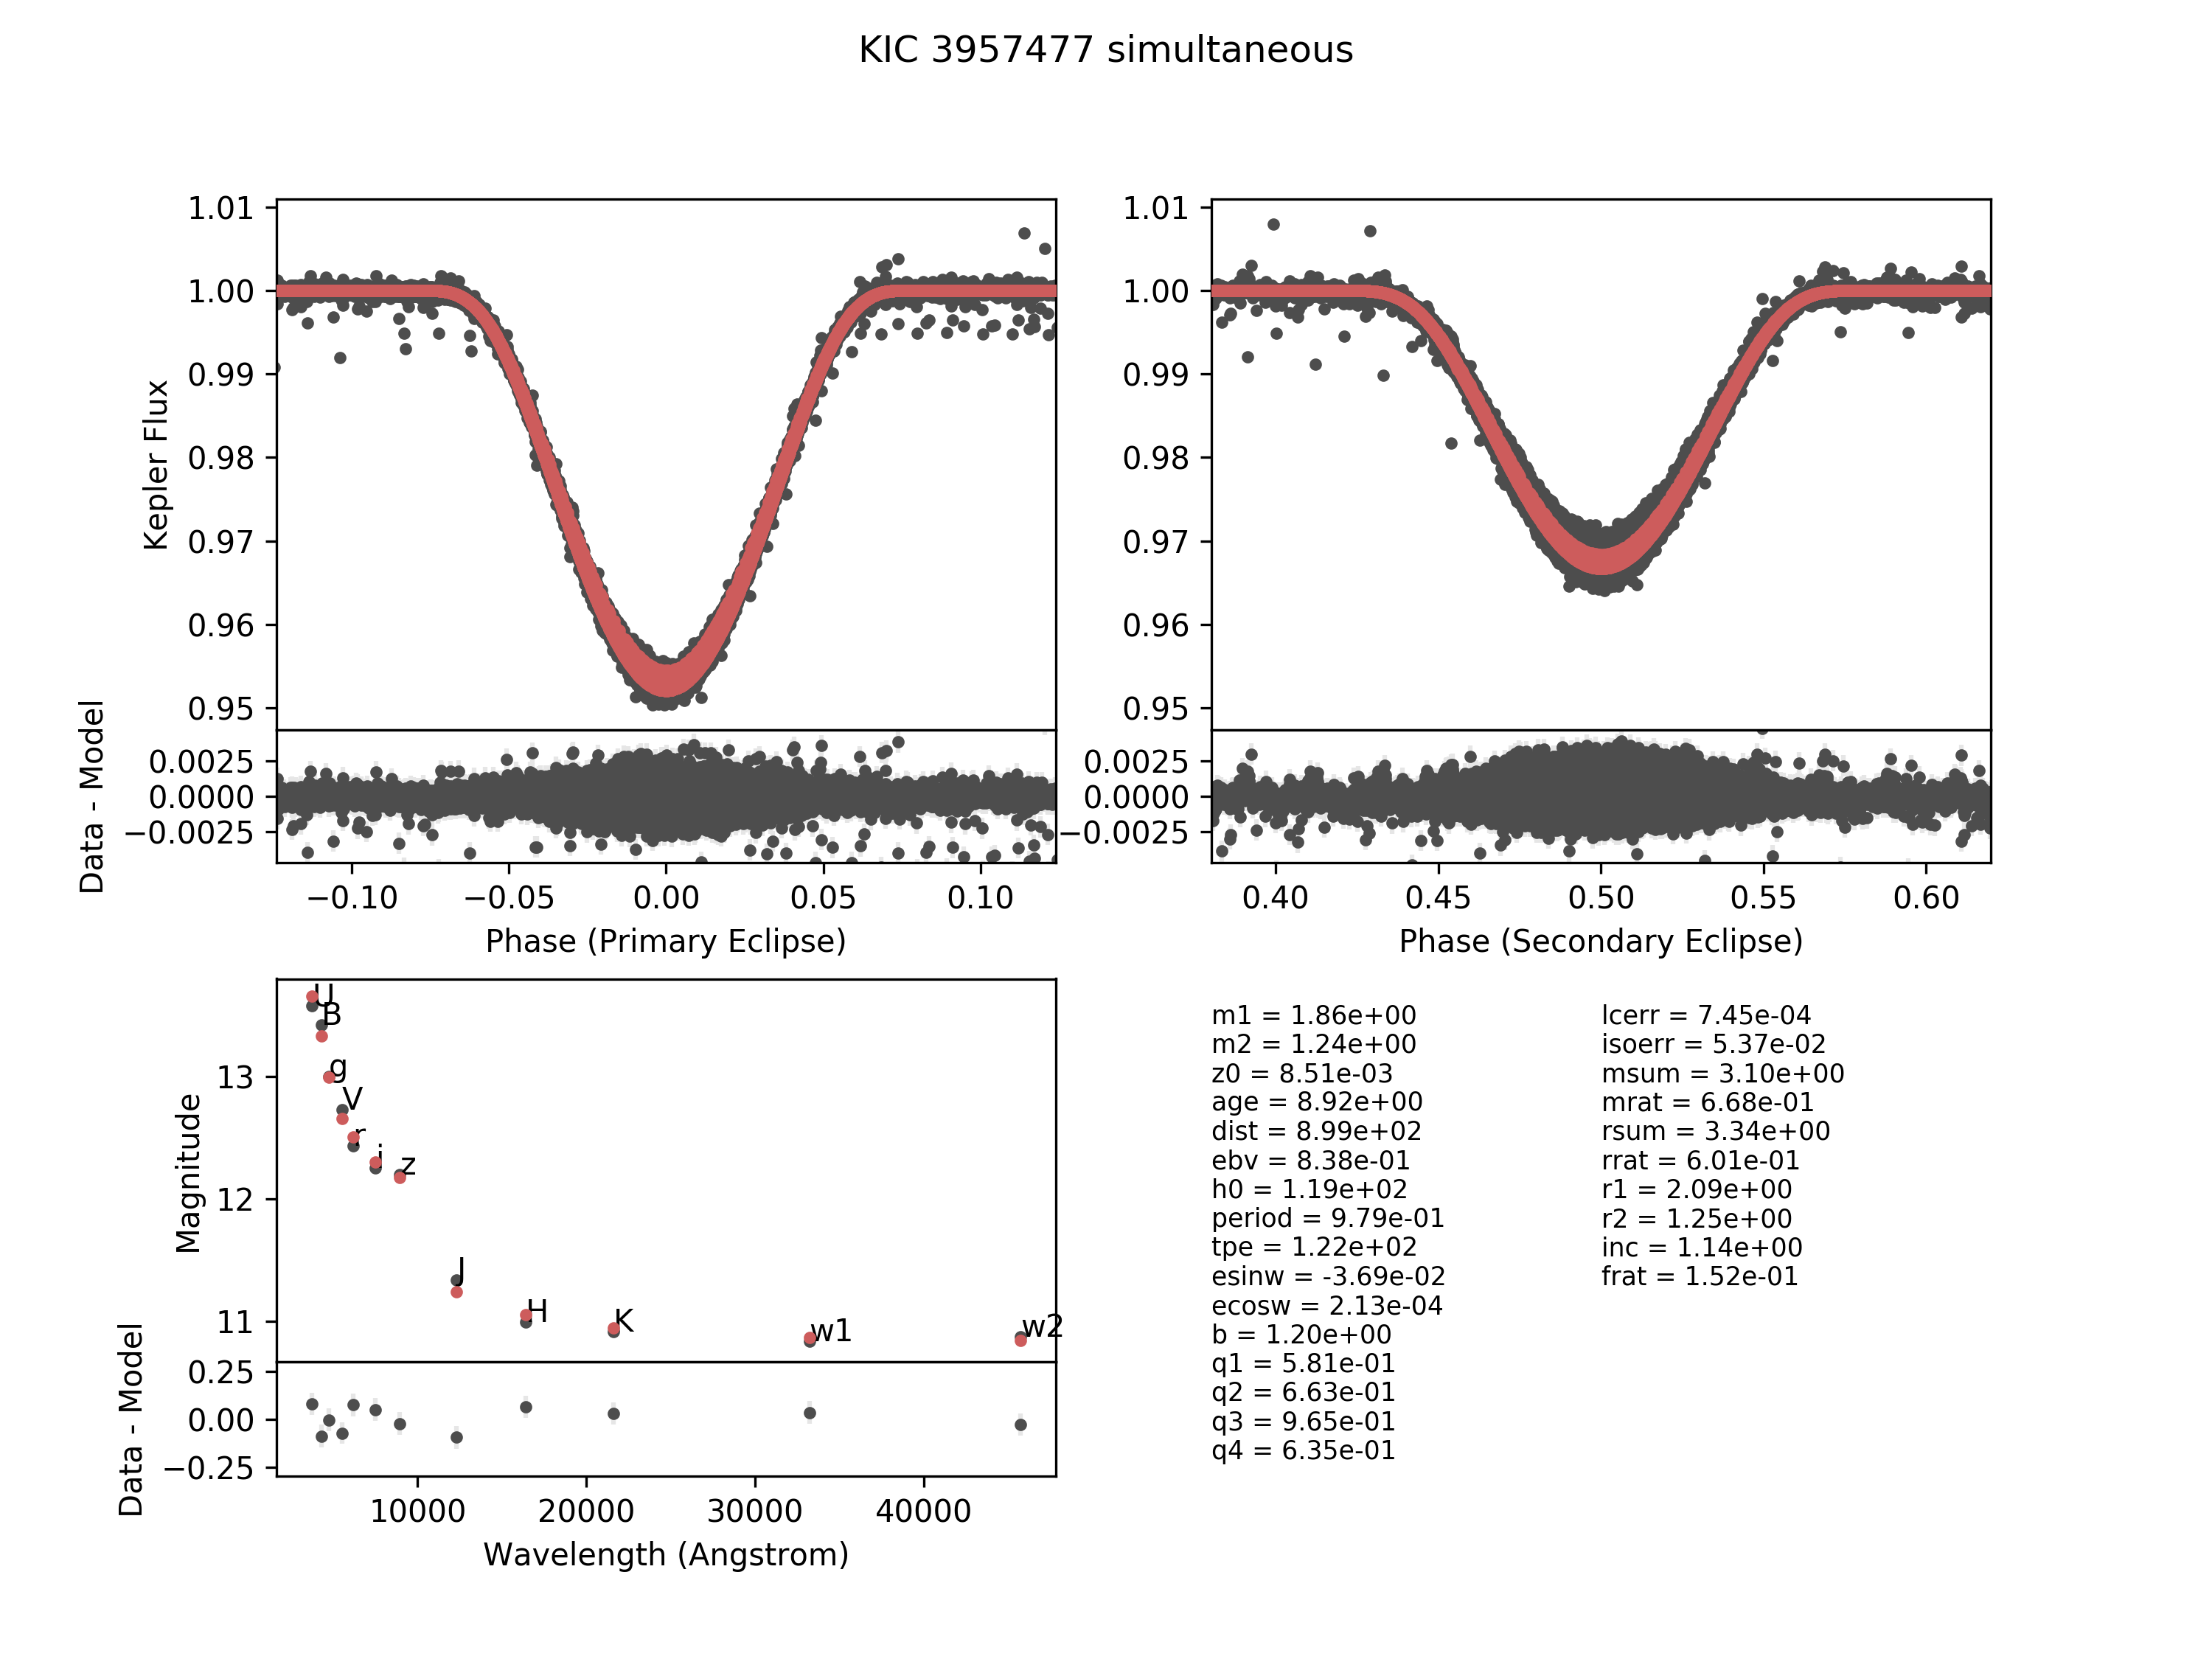 KIC 3957477 simultaneous
1.01
1.00
0.99
0.98
0.97
0.96
0.95
Kepler Flux
0.0025
0.0000
−0.0025
Data - Model
−0.10
−0.05
0.00
0.05
0.10
Phase (Primary Eclipse)
1.01
1.00
0.99
0.98
0.97
0.96
0.95
0.0025
0.0000
−0.0025
0.40
0.45
0.50
0.55
0.60
Phase (Secondary Eclipse)
13
12
11
Magnitude
U
B
g
V
r
i
z
J
H
K
w1
w2
0.25
0.00
−0.25
Data - Model
10000
20000
30000
40000
Wavelength (Angstrom)
m1 = 1.86e+00
m2 = 1.24e+00
z0 = 8.51e-03
age = 8.92e+00
dist = 8.99e+02
ebv = 8.38e-01
h0 = 1.19e+02
period = 9.79e-01
tpe = 1.22e+02
esinw = -3.69e-02
ecosw = 2.13e-04
b = 1.20e+00
q1 = 5.81e-01
q2 = 6.63e-01
q3 = 9.65e-01
q4 = 6.35e-01
lcerr = 7.45e-04
isoerr = 5.37e-02
msum = 3.10e+00
mrat = 6.68e-01
rsum = 3.34e+00
rrat = 6.01e-01
r1 = 2.09e+00
r2 = 1.25e+00
inc = 1.14e+00
frat = 1.52e-01